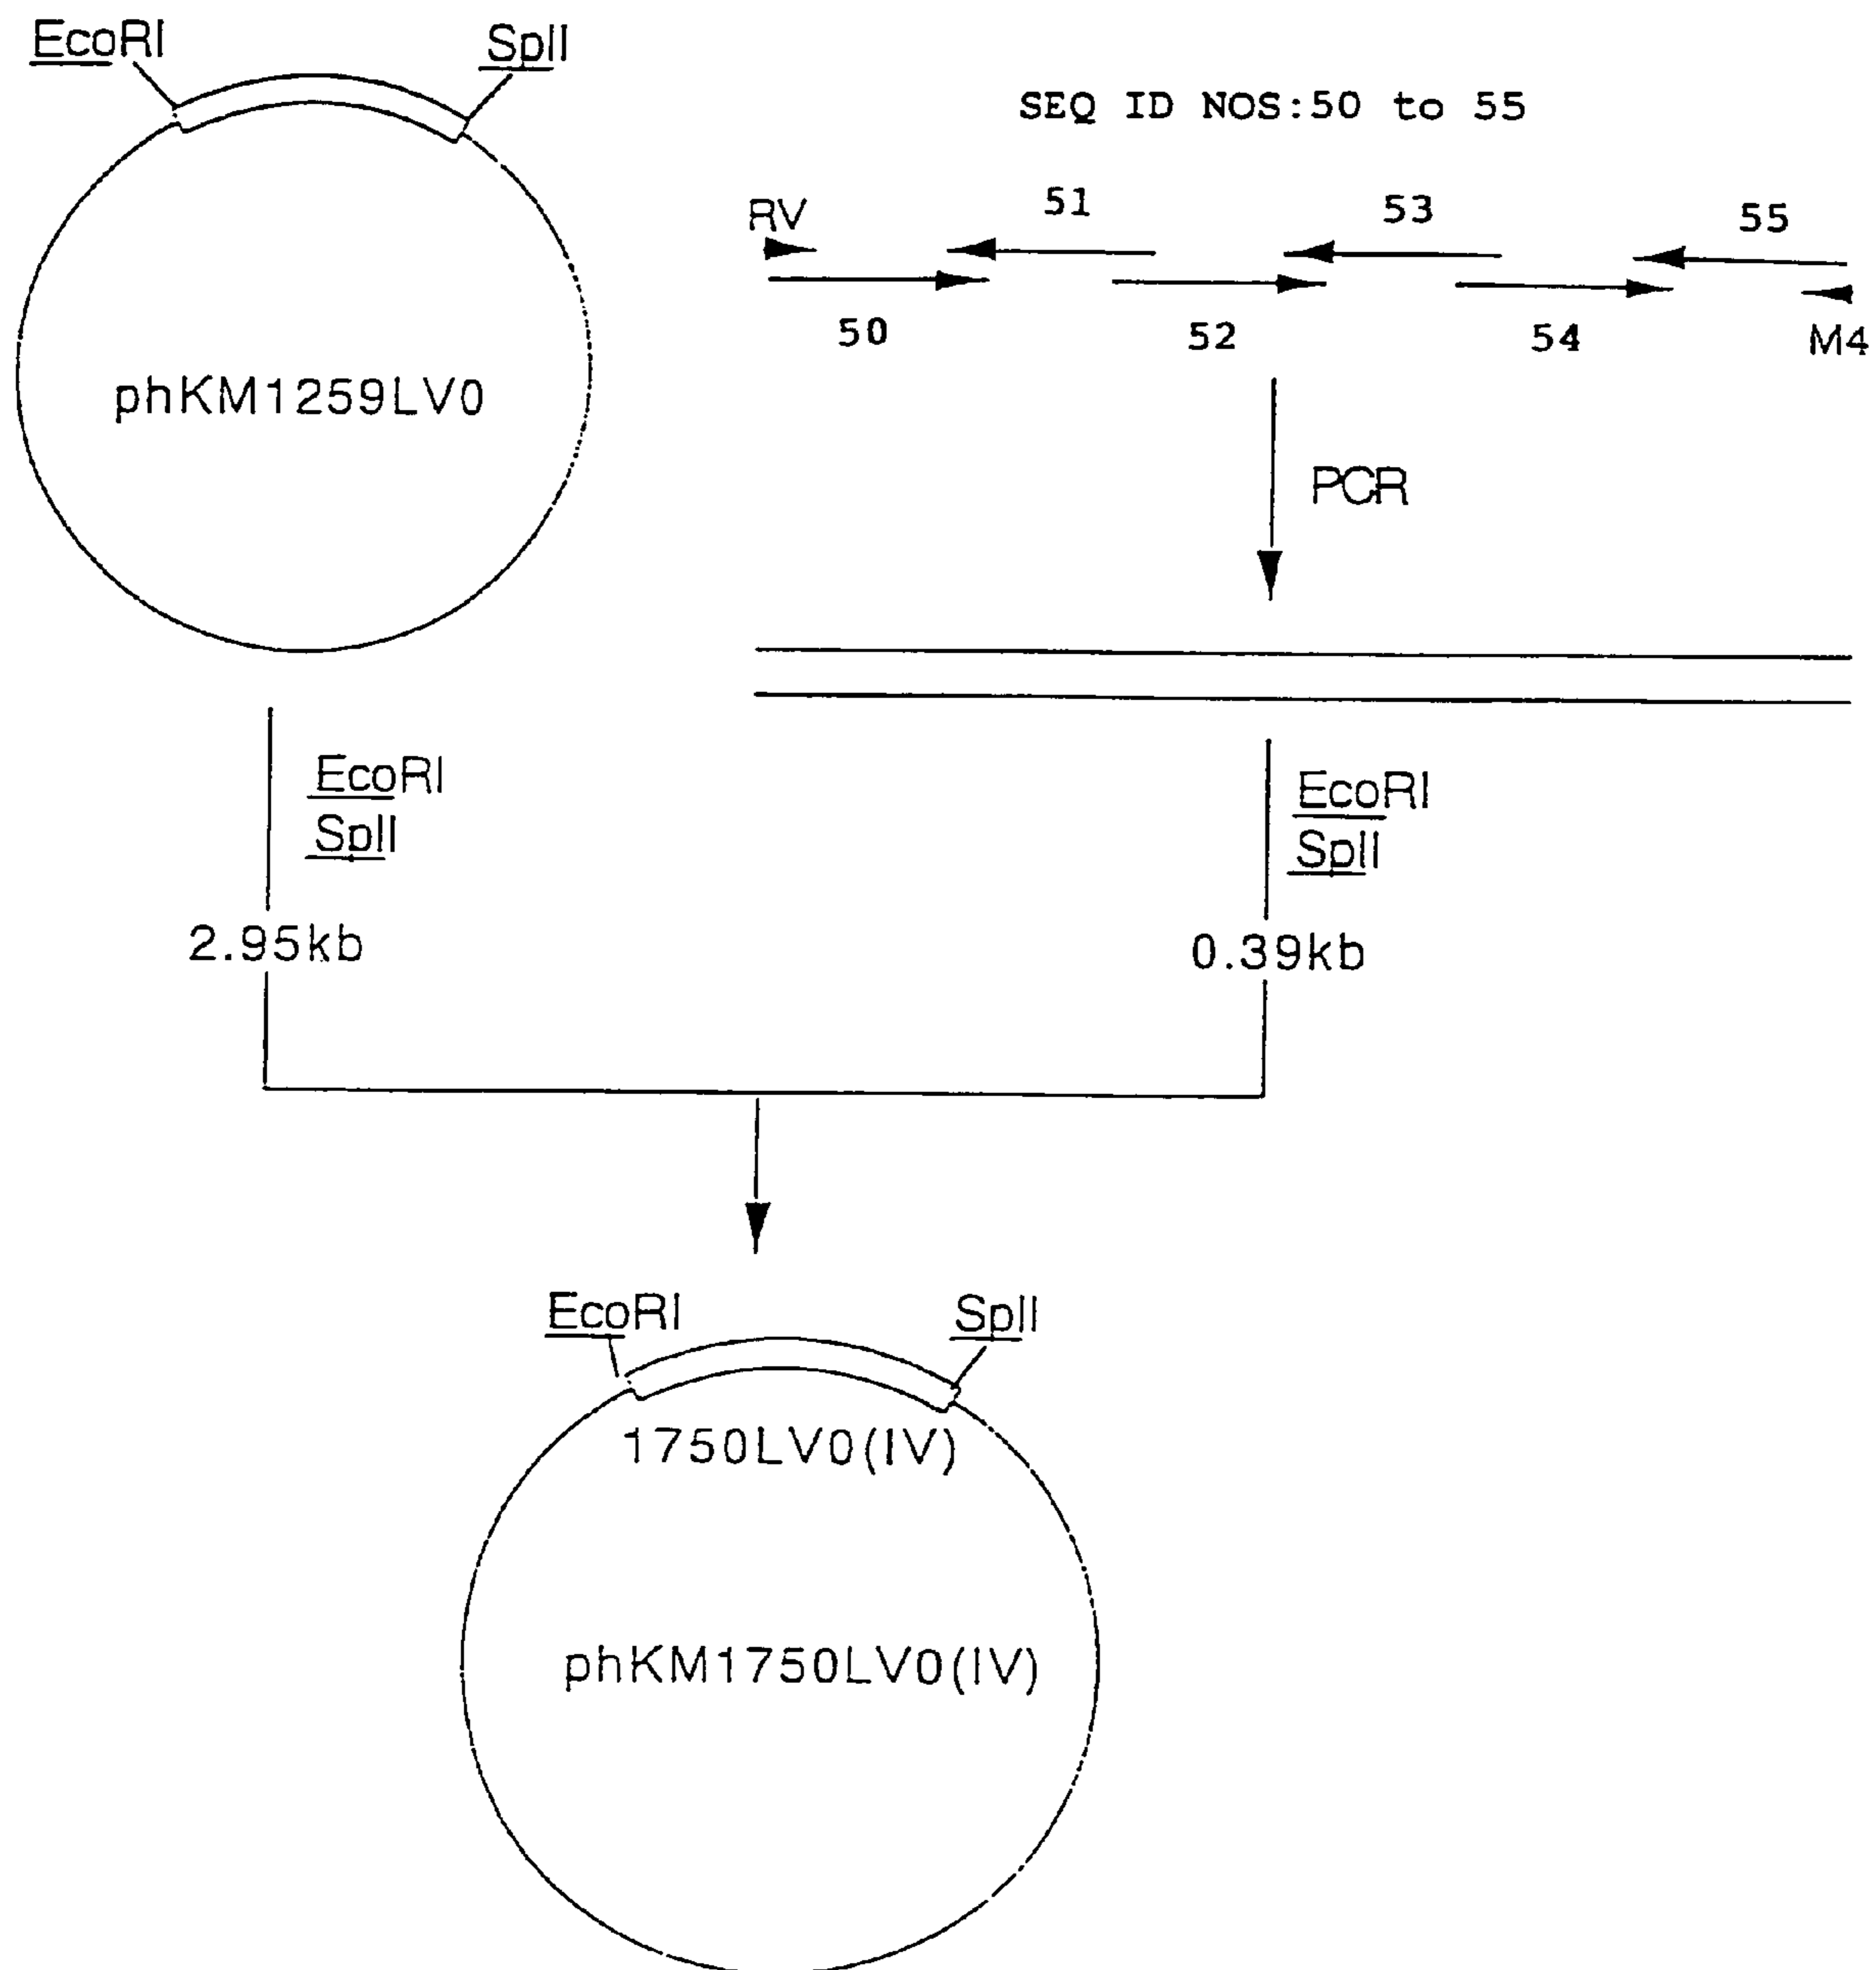 EcoRI
SplI
SEQ ID NOS:50 to 55
RV
51
53
55
50
52
54
M4
phKM1259LV0
PCR
EcoRI
SplI
EcoRI
SplI
2.95kb
0.39kb
EcoRI
SplI
1750LV0(IV)
phKM1750LV0(IV)